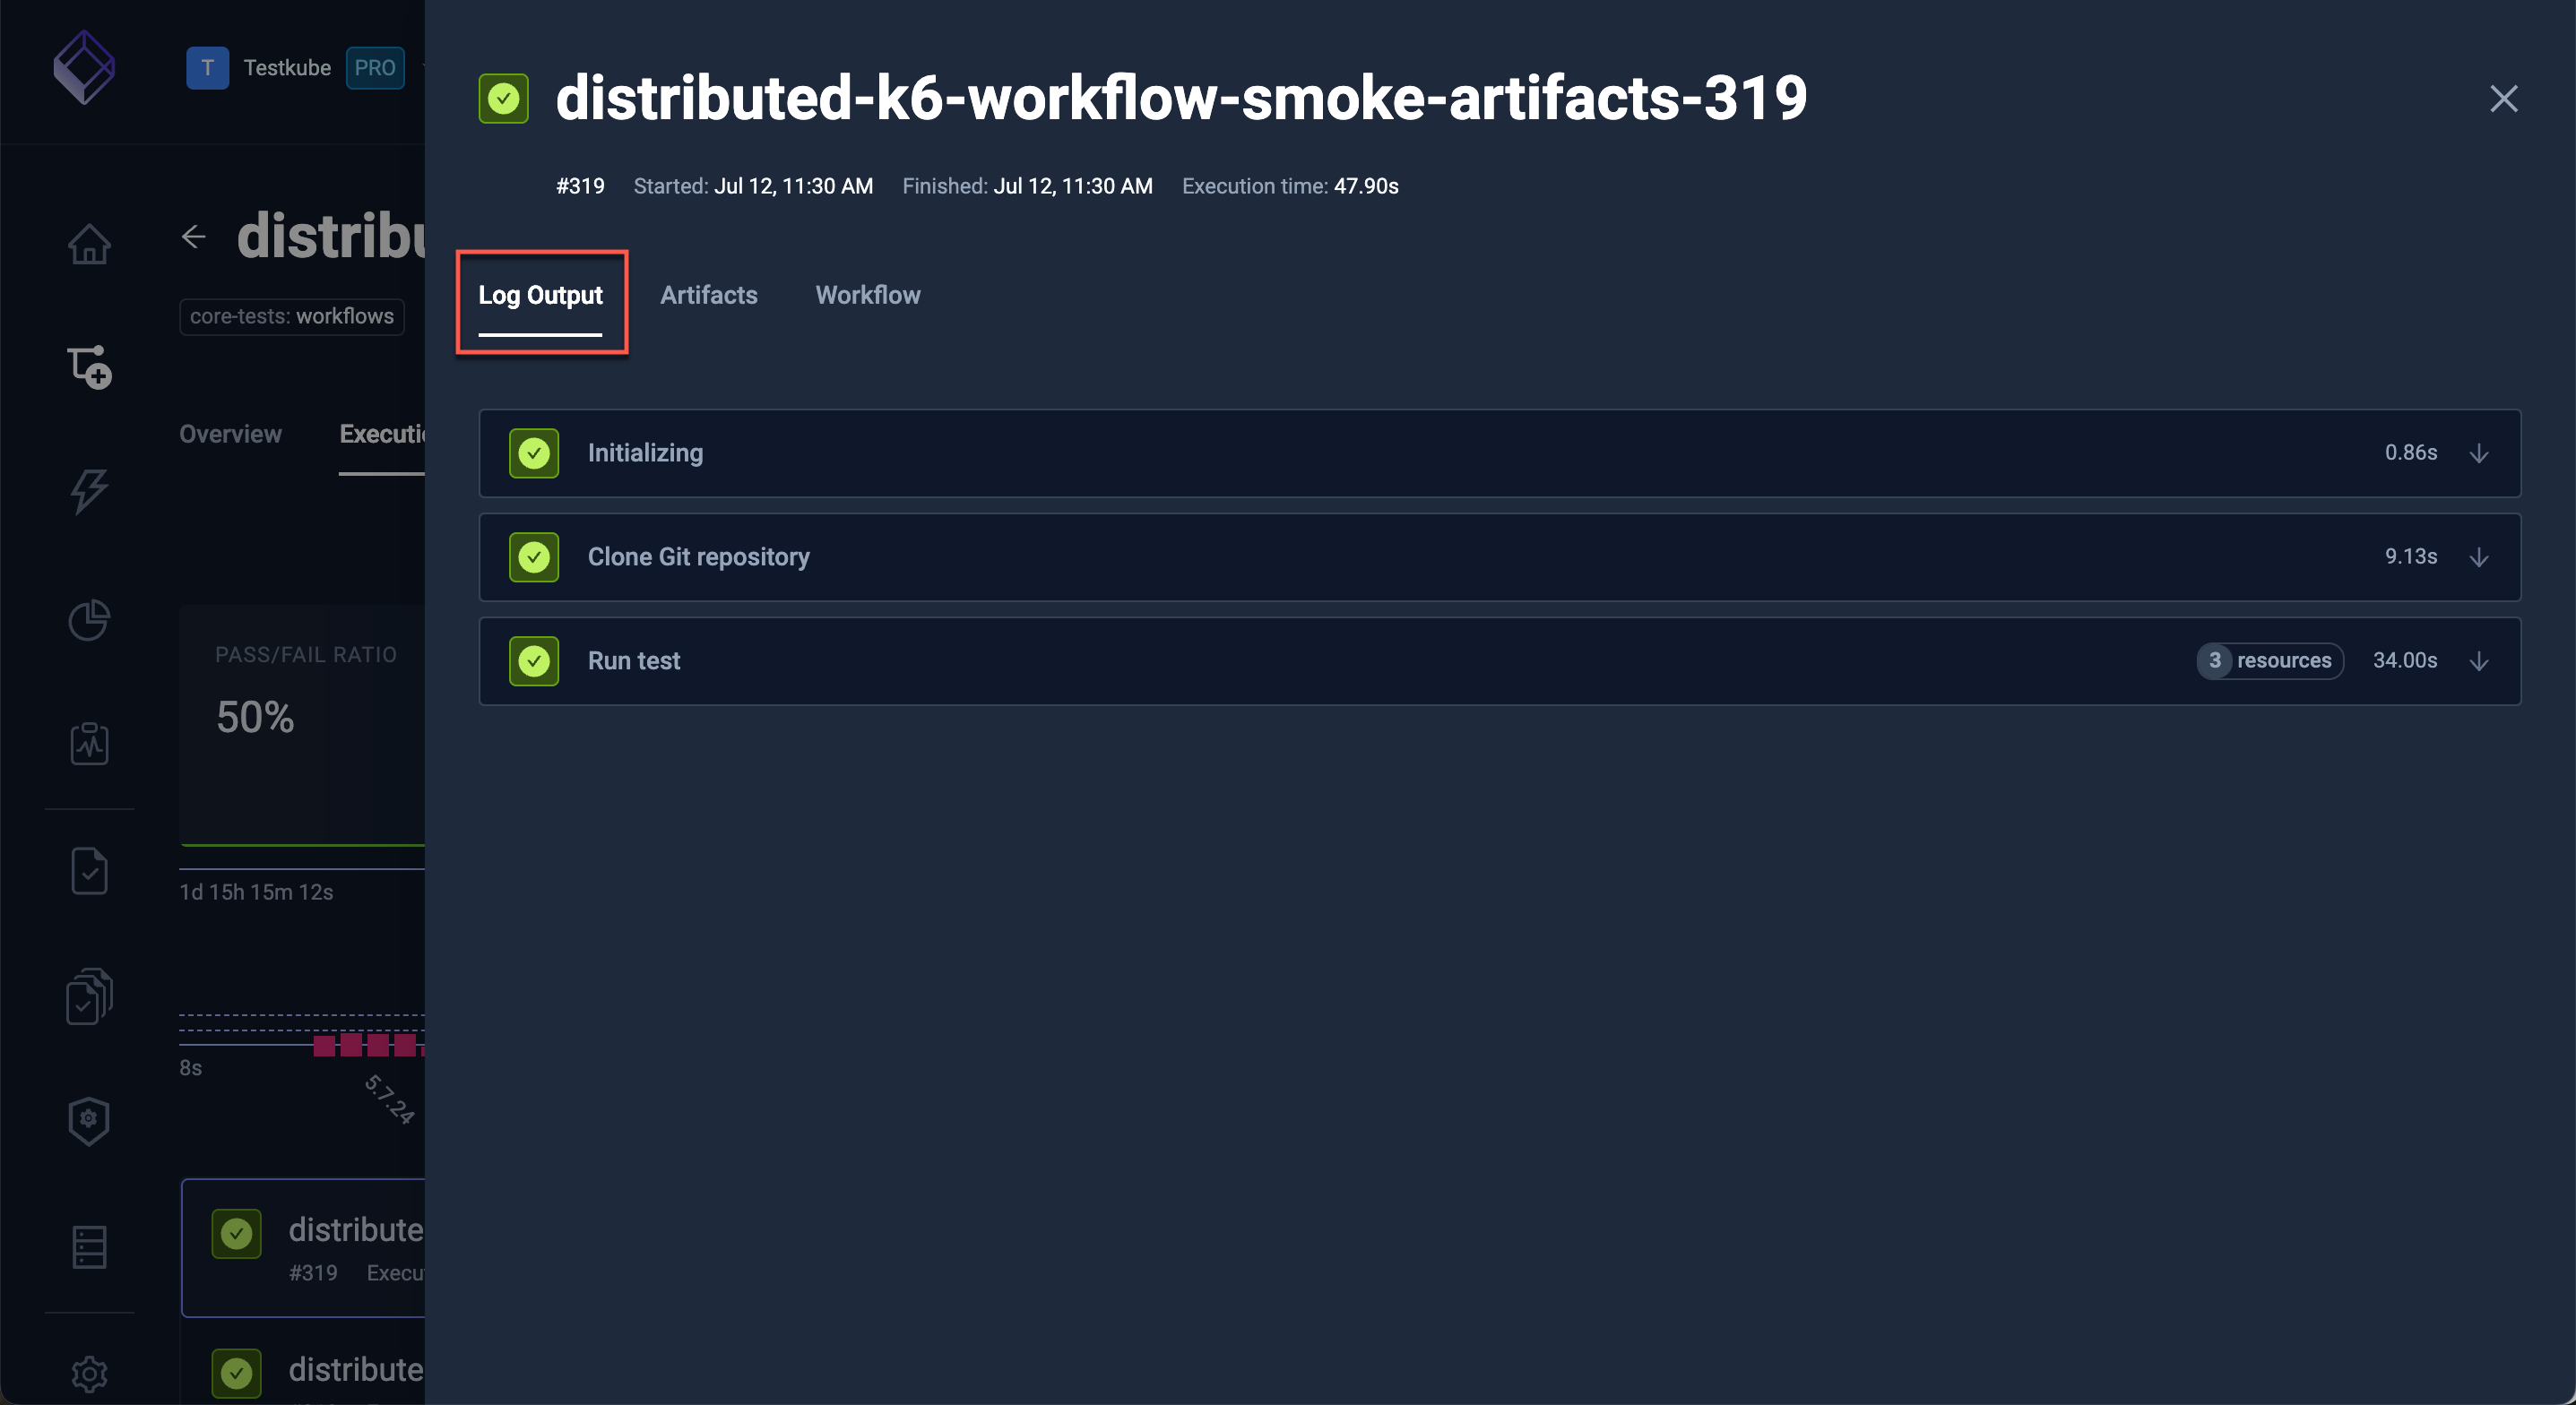 T Testkube PRO
distribu
core-tests: workflows
Overview Executi
PASS/FAIL RATIO
50%
1d 15h 15m 12s
8s
5.7.24
distribute
#319 Execut
distribute
distributed-k6-workflow-smoke-artifacts-319
#319 Started: Jul 12, 11:30 AM Finished: Jul 12, 11:30 AM Execution time: 47.90s
Log Output Artifacts Workflow
Initializing 0.86s
Clone Git repository 9.13s
Run test 3 resources 34.00s